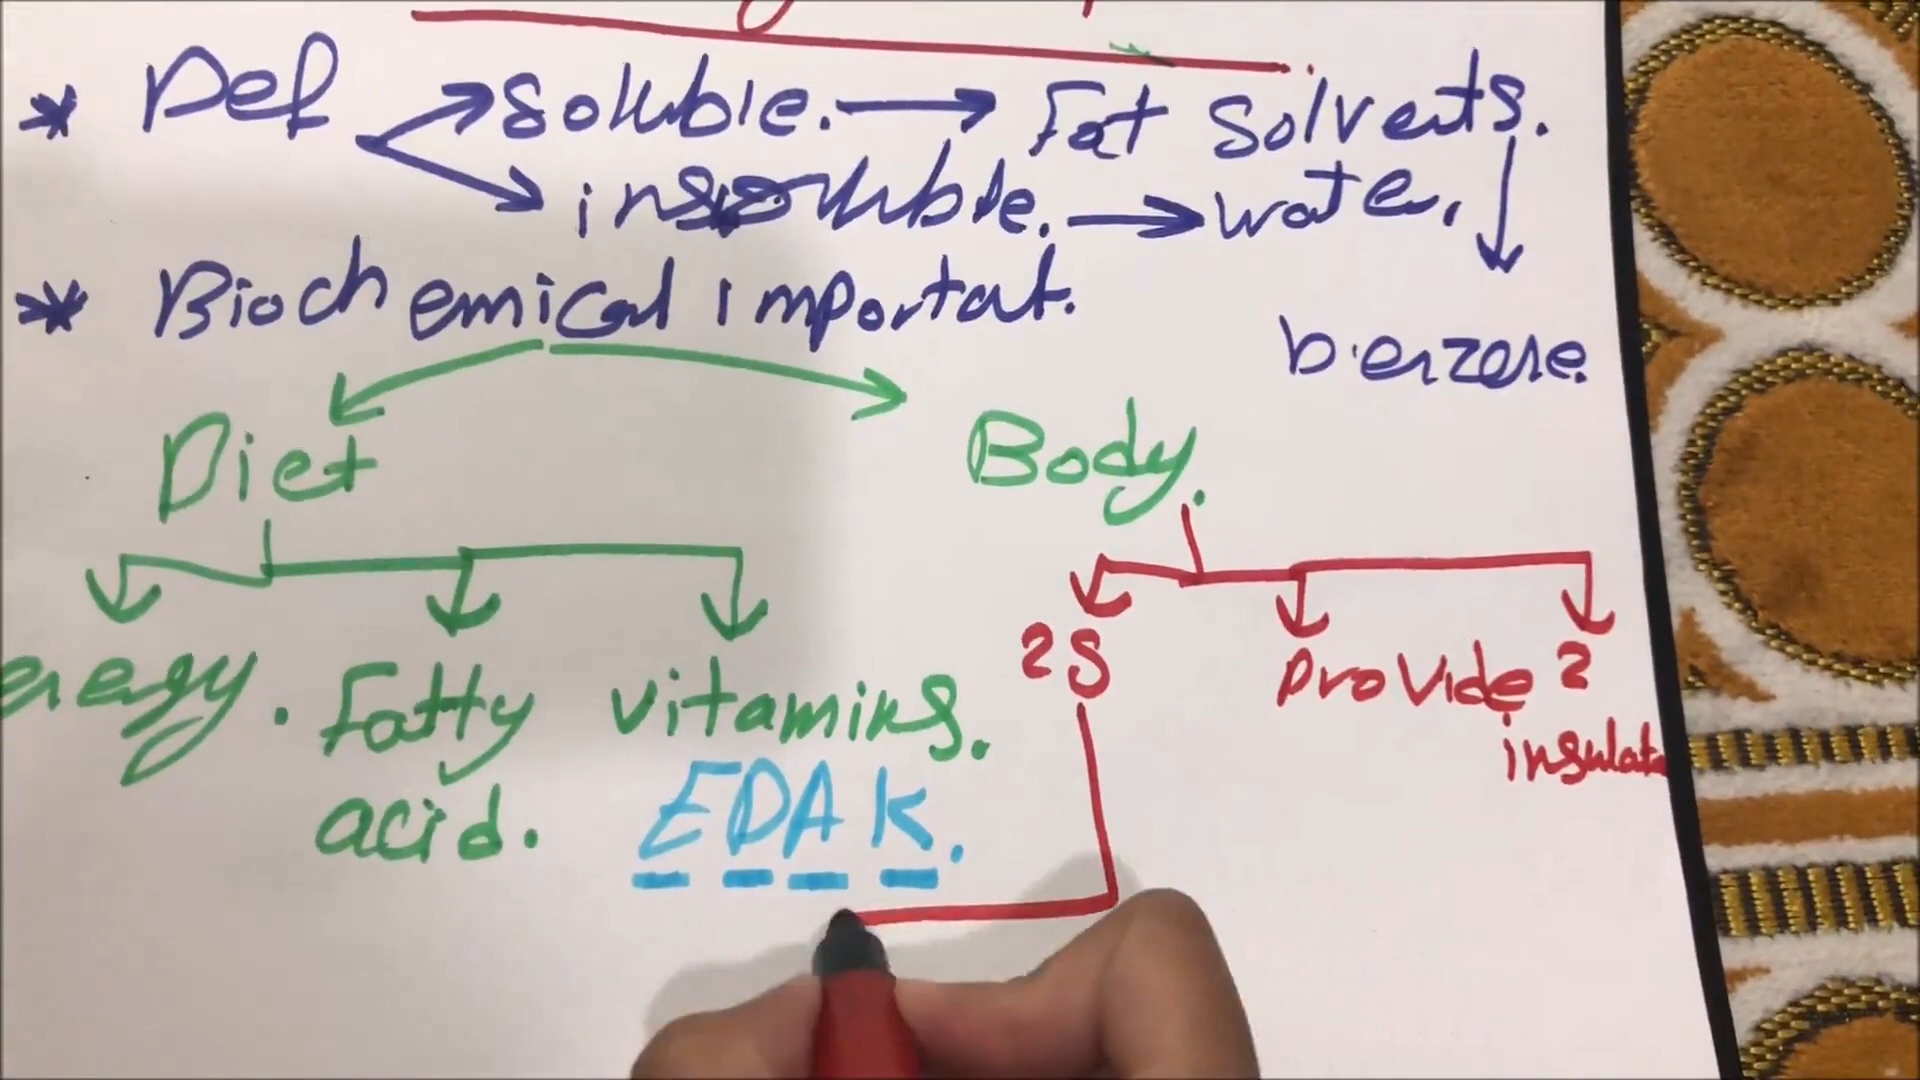 * Def soluble. → Fat Solvents.
insoluble. → water.
benzene.
* Biochemical important.
Diet Body.
energy. Fatty acid. vitamins. 2S Provide 2 insulate
EDAK.